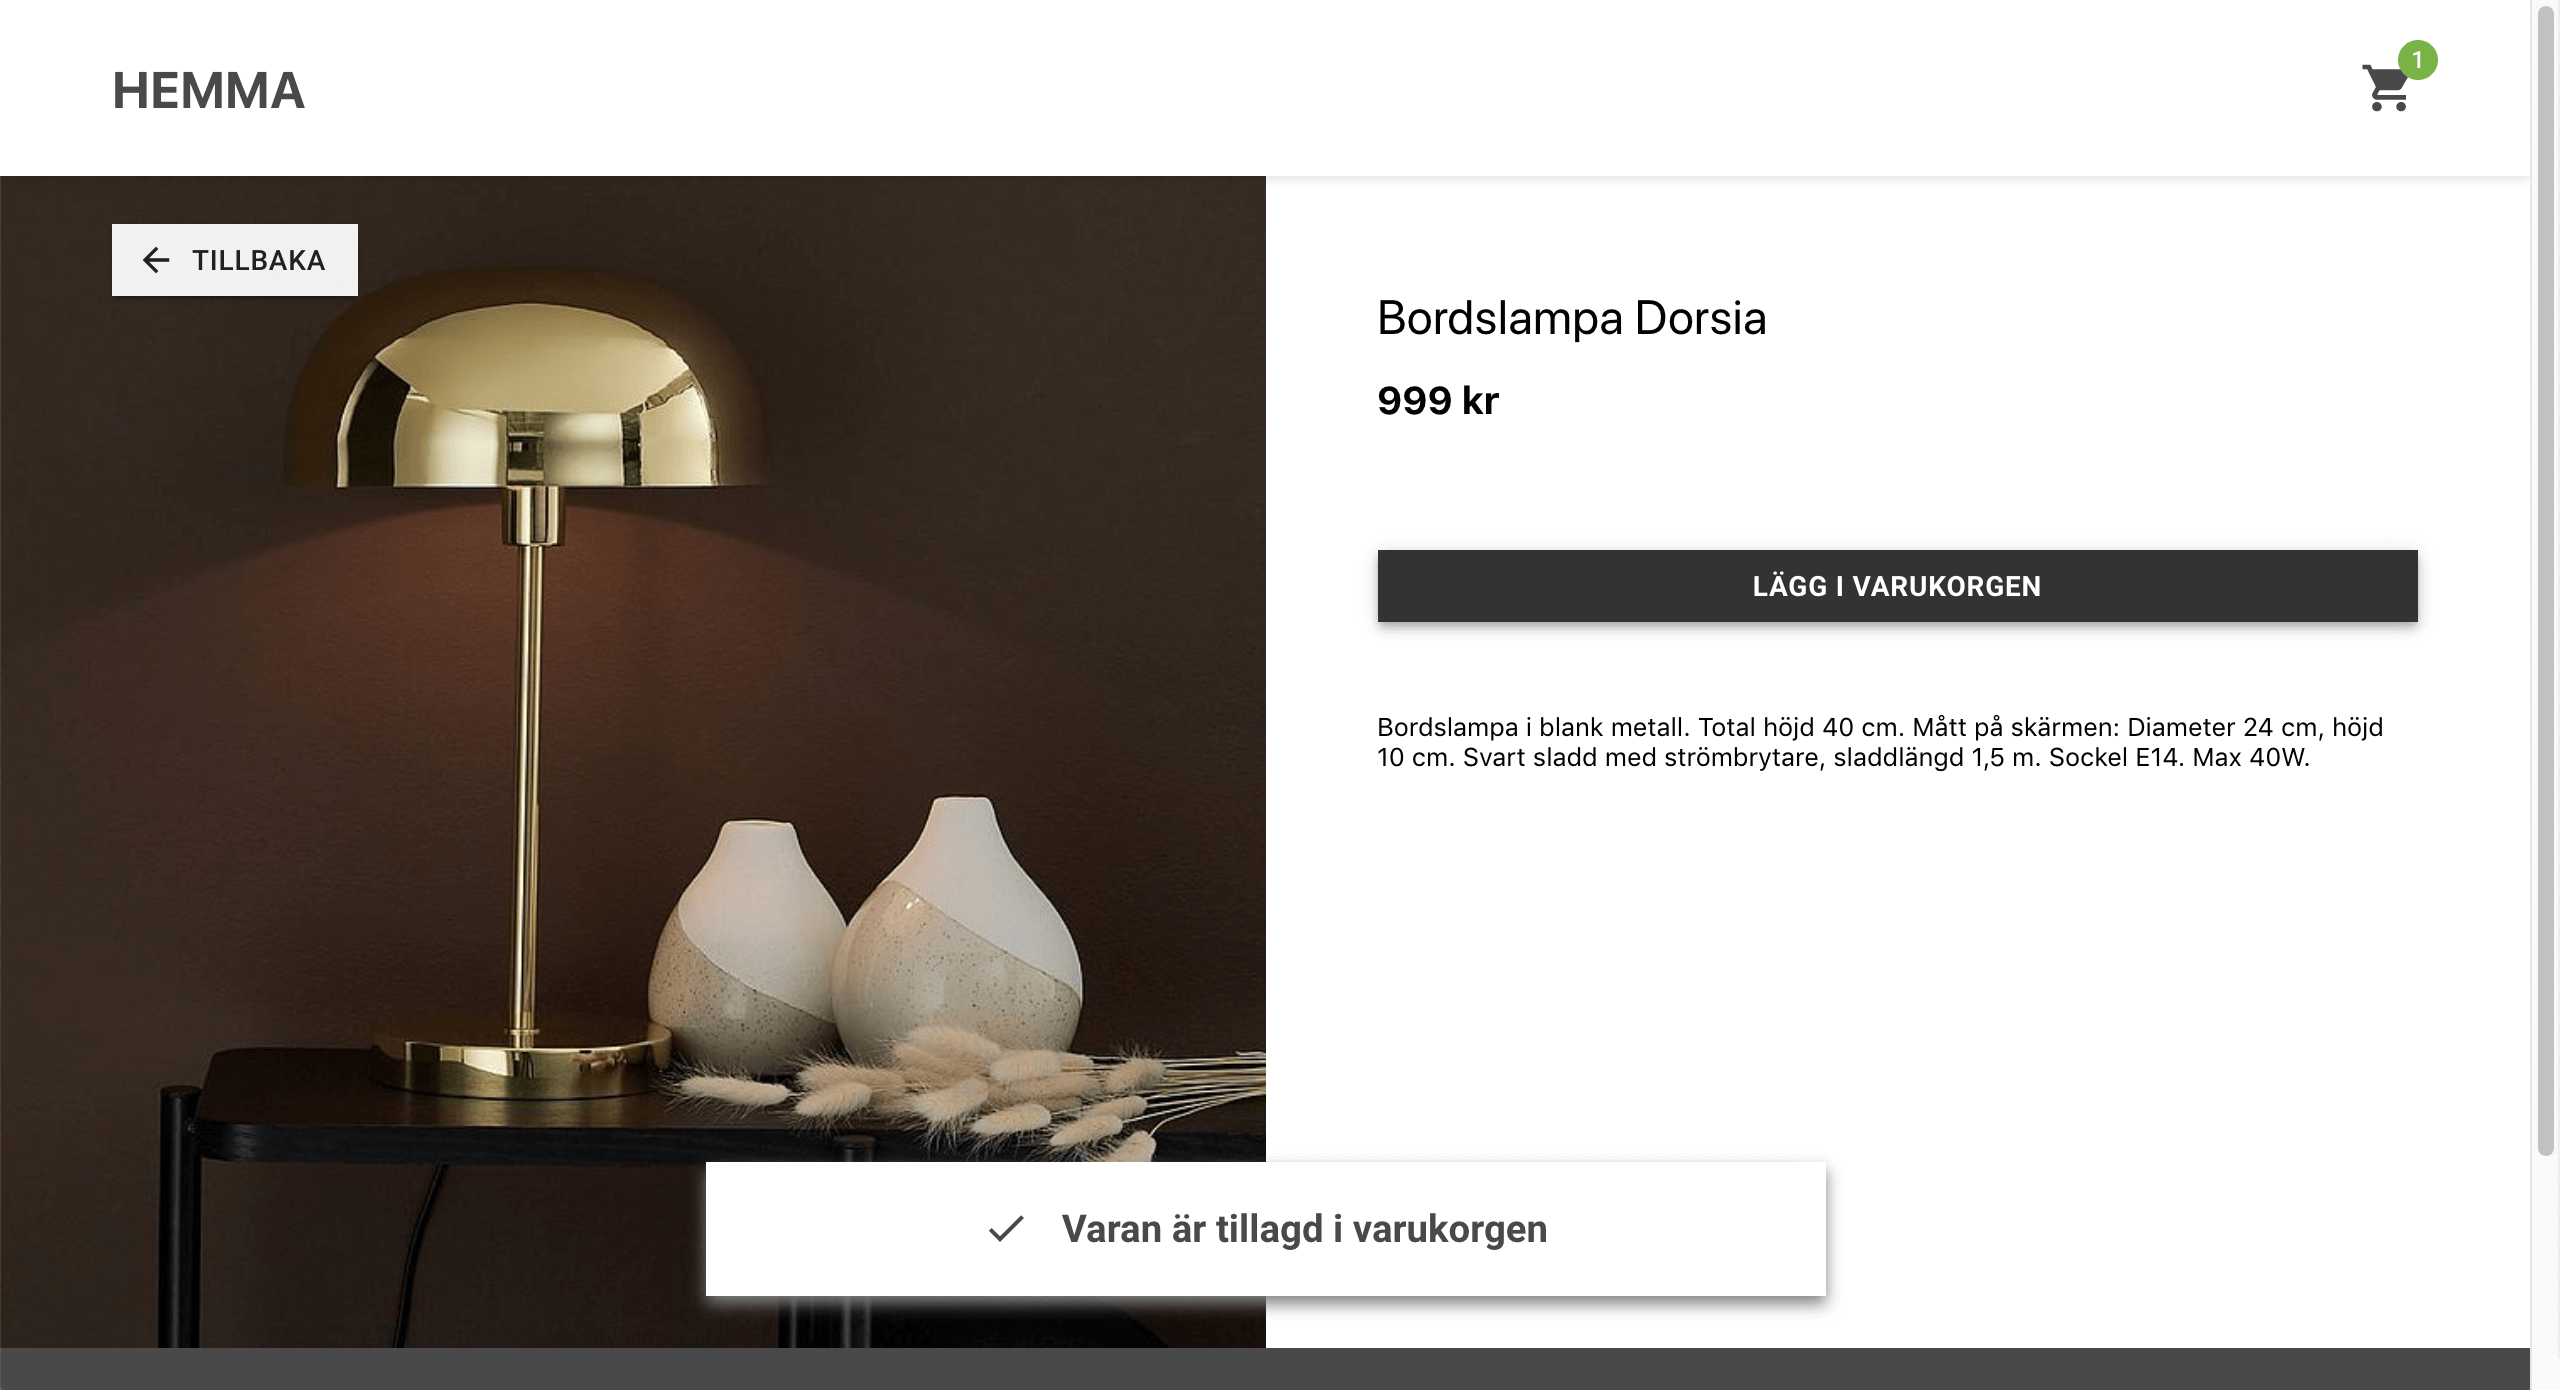 HEMMA
1
TILLBAKA
Bordslampa Dorsia
999 kr
LÄGG I VARUKORGEN
Bordslampa i blank metall. Total höjd 40 cm. Mått på skärmen: Diameter 24 cm, höjd
10 cm. Svart sladd med strömbrytare, sladdlängd 1,5 m. Sockel E14. Max 40W.
Varan är tillagd i varukorgen